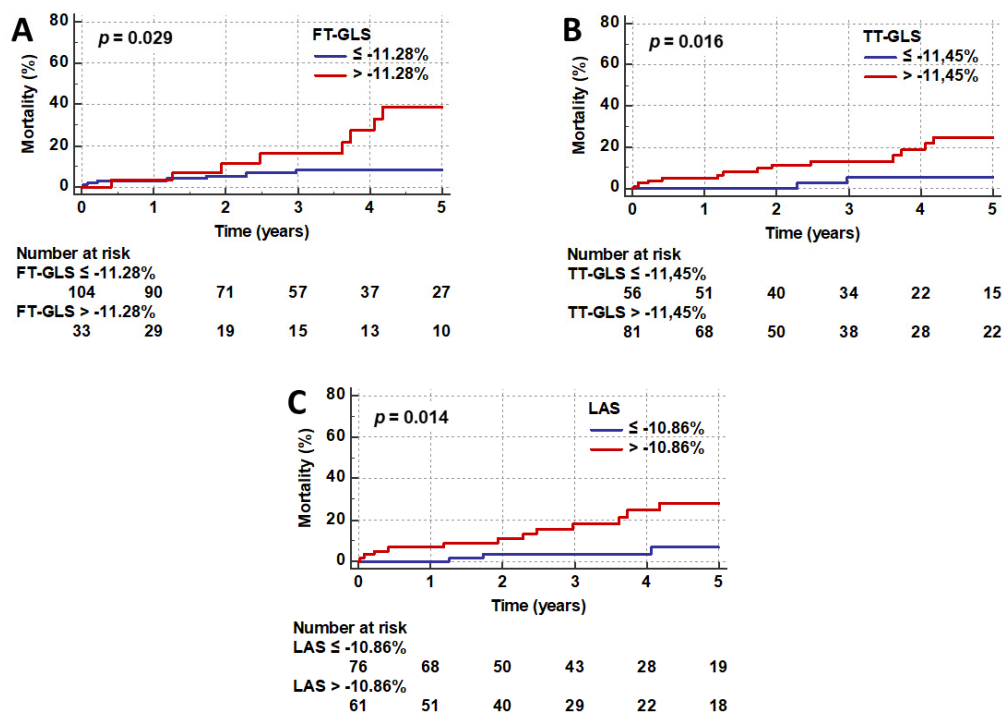 A
p = 0.029
FT-GLS
≤ -11.28%
> -11.28%
Mortality (%)
80
60
40
20
0
0 1 2 3 4 5
Time (years)
Number at risk
FT-GLS ≤ -11.28%
104 90 71 57 37 27
FT-GLS > -11.28%
33 29 19 15 13 10
B
p = 0.016
TT-GLS
≤ -11,45%
> -11,45%
Mortality (%)
80
60
40
20
0
0 1 2 3 4 5
Time (years)
Number at risk
TT-GLS ≤ -11,45%
56 51 40 34 22 15
TT-GLS > -11,45%
81 68 50 38 28 22
C
p = 0.014
LAS
≤ -10.86%
> -10.86%
Mortality (%)
80
60
40
20
0
0 1 2 3 4 5
Time (years)
Number at risk
LAS ≤ -10.86%
76 68 50 43 28 19
LAS > -10.86%
61 51 40 29 22 18